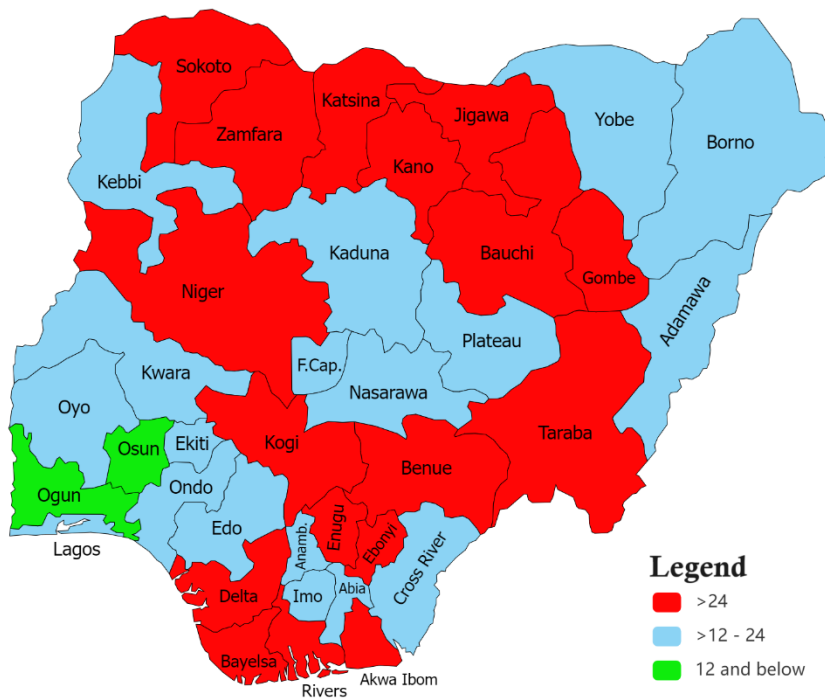 Sokoto
Katsina
Jigawa
Yobe
Borno
Zamfara
Kano
Kebbi
Kaduna
Bauchi
Gombe
Niger
Adamawa
Plateau
F.Cap.
Kwara
Nasarawa
Oyo
Taraba
Osun
Ekiti
Kogi
Benue
Ogun
Ondo
Edo
Enugu
Ebonyi
Anamb.
Cross River
Lagos
Delta
Imo
Abia
Bayelsa
Rivers
Akwa Ibom
Legend
>24
>12 - 24
12 and below